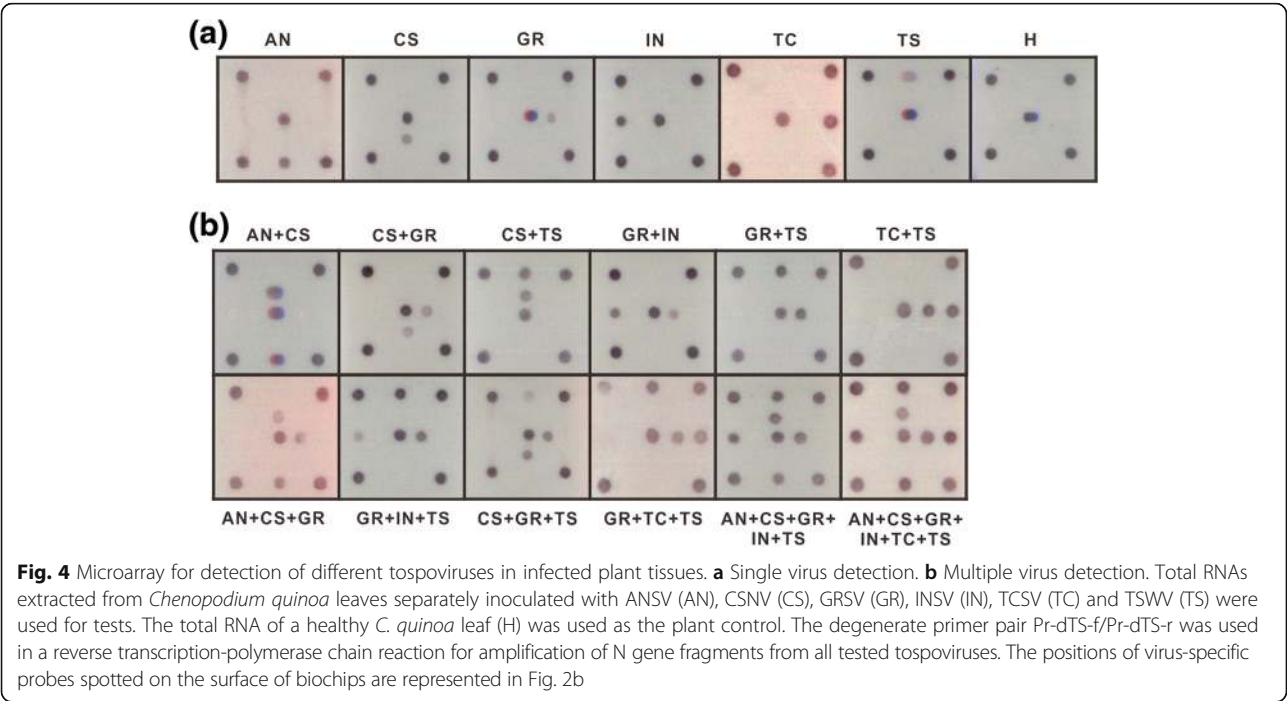 (a)
AN CS GR IN TC TS H
(b)
AN+CS CS+GR CS+TS GR+IN GR+TS TC+TS
AN+CS+GR GR+IN+TS CS+GR+TS GR+TC+TS AN+CS+GR+ AN+CS+GR+
IN+TS IN+TC+TS
Fig. 4 Microarray for detection of different tospoviruses in infected plant tissues. a Single virus detection. b Multiple virus detection. Total RNAs
extracted from Chenopodium quinoa leaves separately inoculated with ANSV (AN), CSNV (CS), GRSV (GR), INSV (IN), TCSV (TC) and TSWV (TS) were
used for tests. The total RNA of a healthy C. quinoa leaf (H) was used as the plant control. The degenerate primer pair Pr-dTS-f/Pr-dTS-r was used
in a reverse transcription-polymerase chain reaction for amplification of N gene fragments from all tested tospoviruses. The positions of virus-specific
probes spotted on the surface of biochips are represented in Fig. 2b